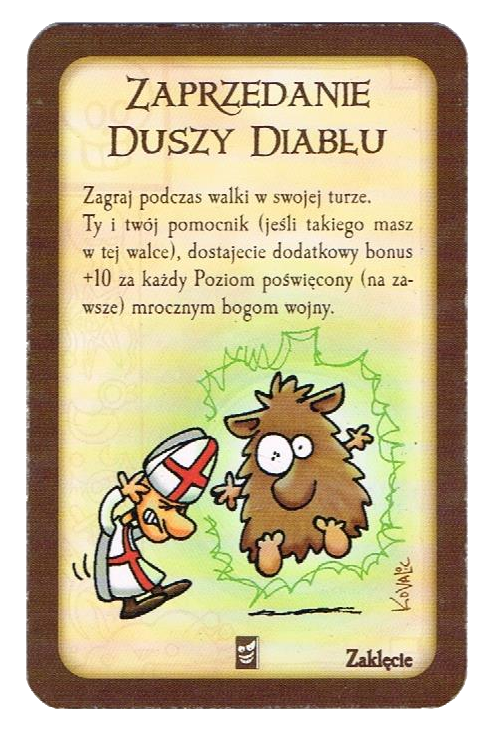 Zaprzedanie
Duszy Diabłu
Zagraj podczas walki w swojej turze.
Ty i twój pomocnik (jeśli takiego masz
w tej walce), dostajecie dodatkowy bonus
+10 za każdy Poziom poświęcony (na za-
wsze) mrocznym bogom wojny.
Kovalic
Zaklęcie